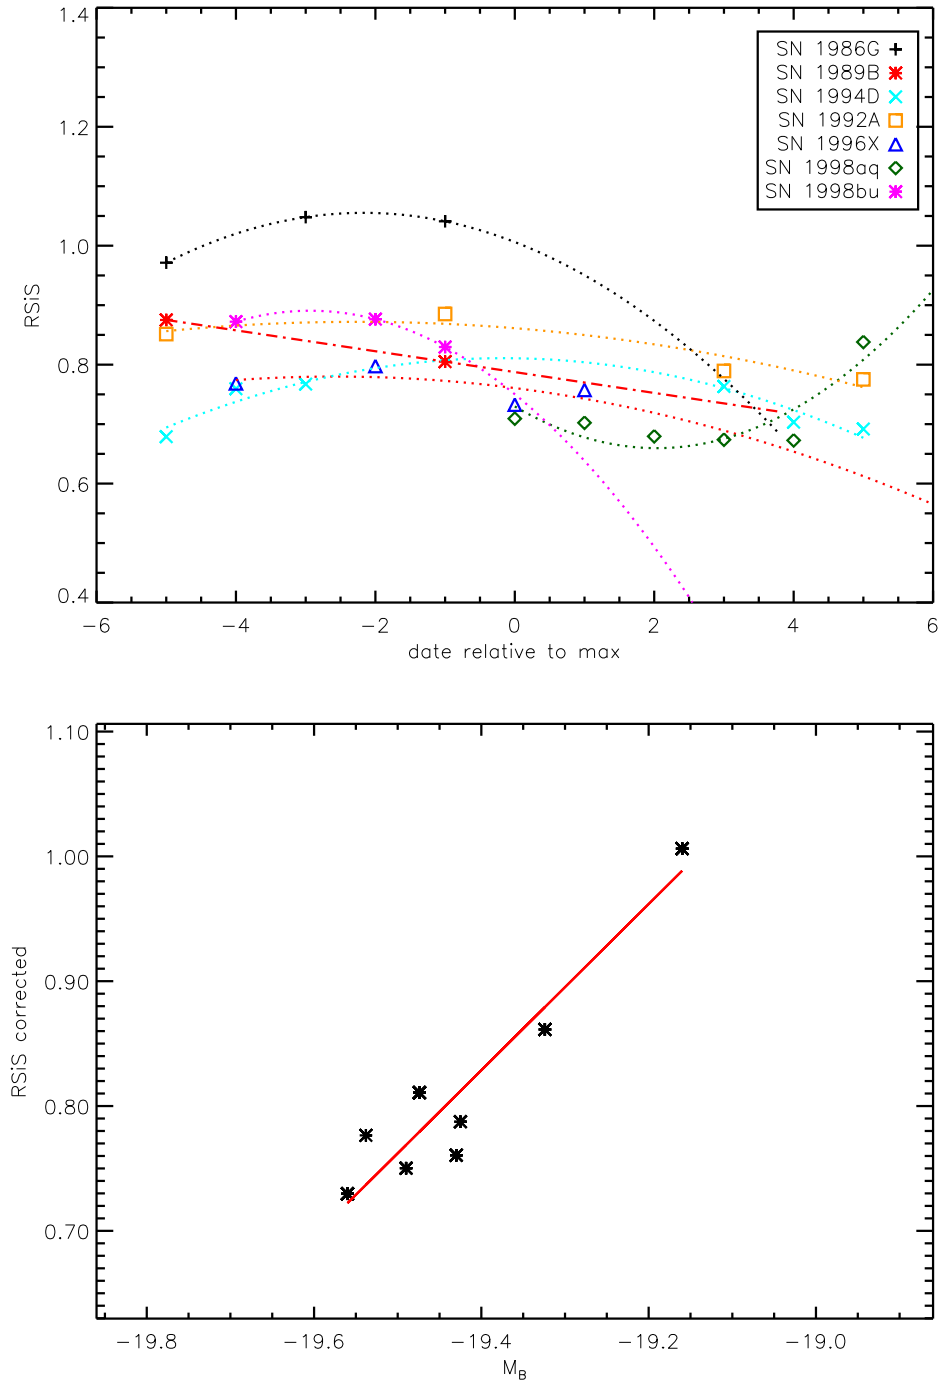 1.4
1.2
1.0
0.8
0.6
0.4
RSiS
SN 1986G
SN 1989B
SN 1994D
SN 1992A
SN 1996X
SN 1998aq
SN 1998bu
−6 −4 −2 0 2 4 6
date relative to max
1.10
1.00
0.90
0.80
0.70
RSiS corrected
−19.8 −19.6 −19.4 −19.2 −19.0
M_B